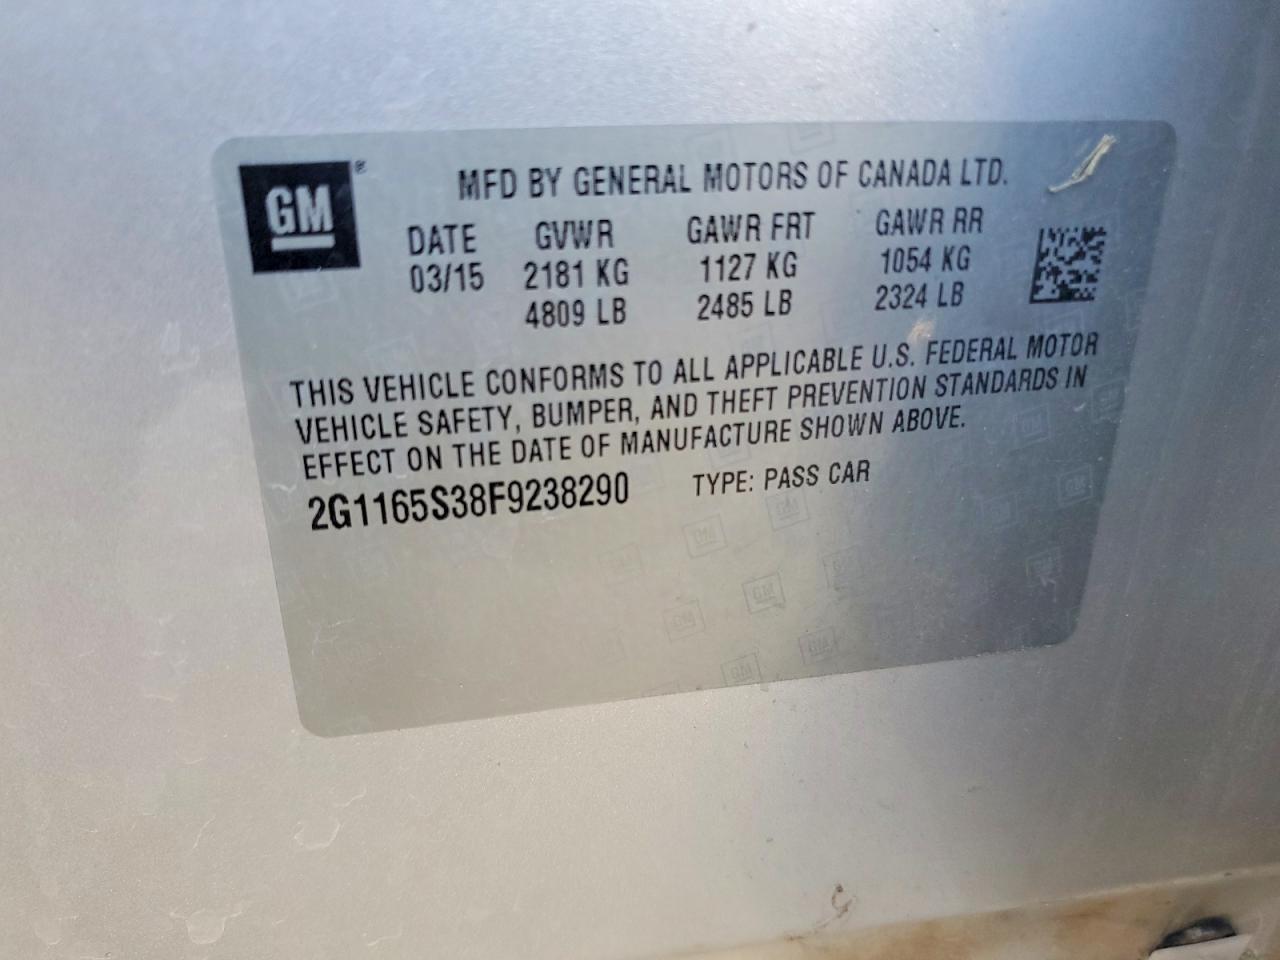 GM®
MFD BY GENERAL MOTORS OF CANADA LTD.
DATE GVWR GAWR FRT GAWR RR
03/15 2181 KG 1127 KG 1054 KG
4809 LB 2485 LB 2324 LB
THIS VEHICLE CONFORMS TO ALL APPLICABLE U.S. FEDERAL MOTOR
VEHICLE SAFETY, BUMPER, AND THEFT PREVENTION STANDARDS IN
EFFECT ON THE DATE OF MANUFACTURE SHOWN ABOVE.
2G1165S38F9238290 TYPE: PASS CAR